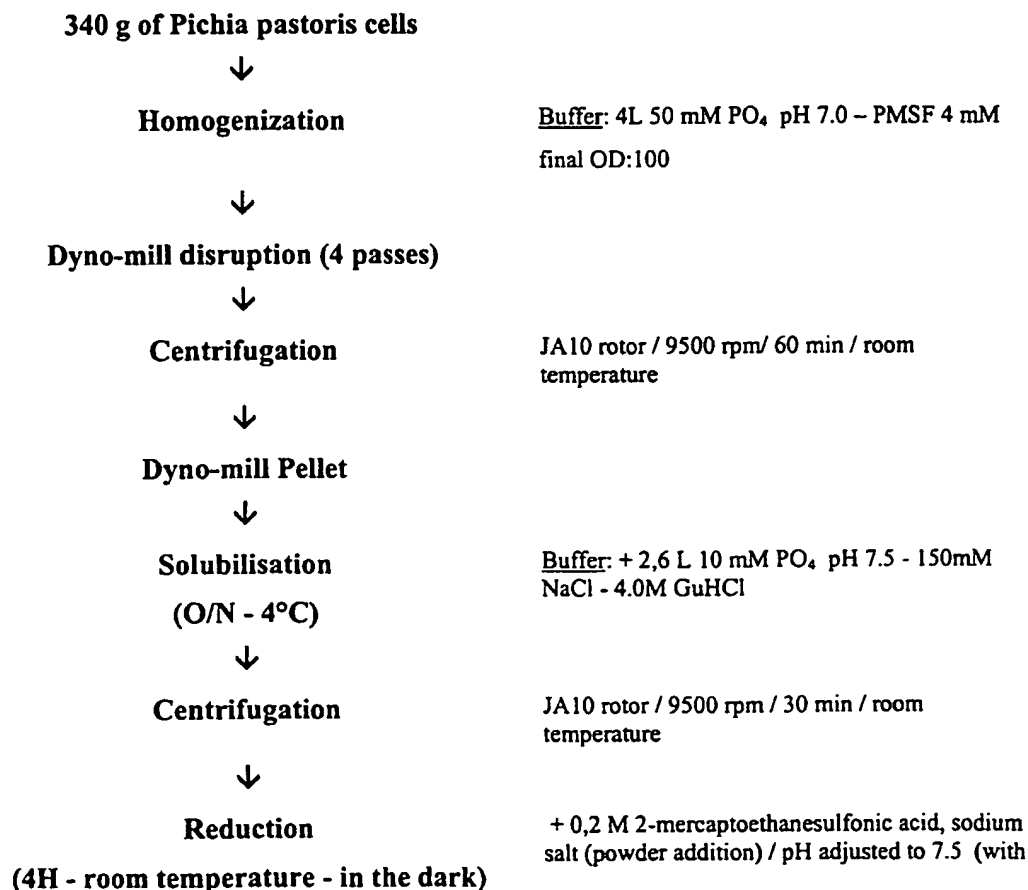 340 g of Pichia pastoris cells
↓
Homogenization
Buffer: 4L 50 mM PO₄ pH 7.0 – PMSF 4 mM
final OD:100
↓
Dyno-mill disruption (4 passes)
↓
Centrifugation
JA10 rotor / 9500 rpm/ 60 min / room
temperature
↓
Dyno-mill Pellet
↓
Solubilisation
(O/N - 4°C)
Buffer: + 2,6 L 10 mM PO₄ pH 7.5 - 150mM
NaCl - 4.0M GuHCl
↓
Centrifugation
JA10 rotor / 9500 rpm / 30 min / room
temperature
↓
Reduction
(4H - room temperature - in the dark)
+ 0,2 M 2-mercaptoethanesulfonic acid, sodium
salt (powder addition) / pH adjusted to 7.5 (with